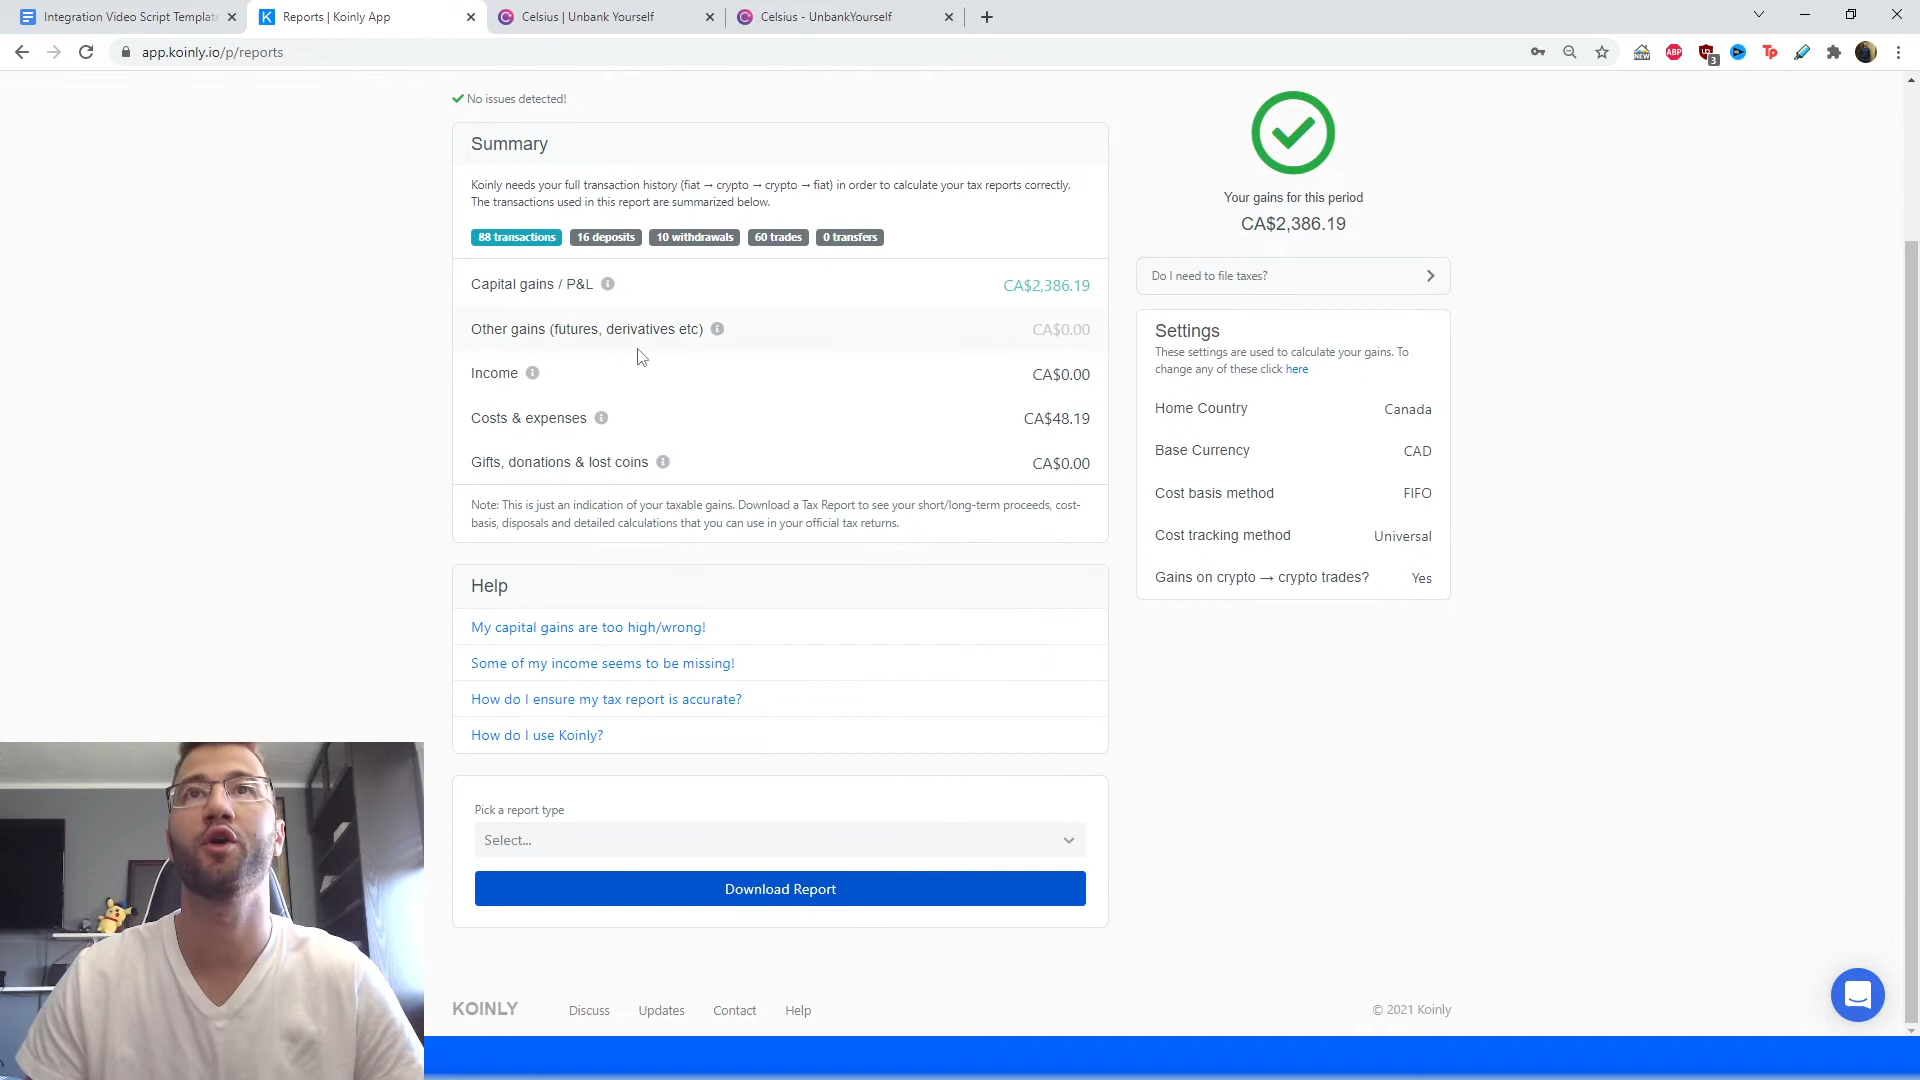 Integration Video Script Templat
Reports | Koinly App
Celsius | Unbank Yourself
Celsius - UnbankYourself
app.koinly.io/p/reports
NEW
ABP
3
Tp
No issues detected!
Summary
Koinly needs your full transaction history (fiat → crypto → crypto → fiat) in order to calculate your tax reports correctly.
The transactions used in this report are summarized below.
88 transactions 16 deposits 10 withdrawals 60 trades 0 transfers
Capital gains / P&L CA$2,386.19
Other gains (futures, derivatives etc) CA$0.00
Income CA$0.00
Costs & expenses CA$48.19
Gifts, donations & lost coins CA$0.00
Note: This is just an indication of your taxable gains. Download a Tax Report to see your short/long-term proceeds, cost-
basis, disposals and detailed calculations that you can use in your official tax returns.
Help
My capital gains are too high/wrong!
Some of my income seems to be missing!
How do I ensure my tax report is accurate?
How do I use Koinly?
Pick a report type
Select...
Download Report
Your gains for this period
CA$2,386.19
Do I need to file taxes?
Settings
These settings are used to calculate your gains. To
change any of these click here
Home Country Canada
Base Currency CAD
Cost basis method FIFO
Cost tracking method Universal
Gains on crypto → crypto trades? Yes
KOINLY Discuss Updates Contact Help © 2021 Koinly